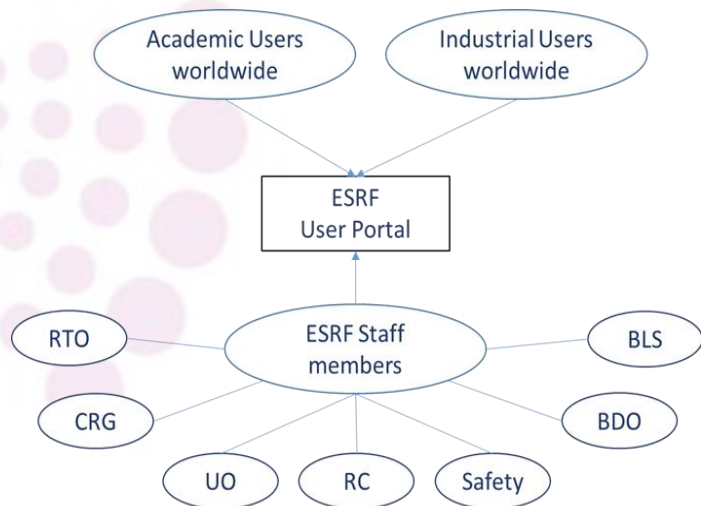 Academic Users
worldwide
Industrial Users
worldwide
ESRF
User Portal
ESRF Staff
members
RTO
BLS
CRG
BDO
UO
RC
Safety